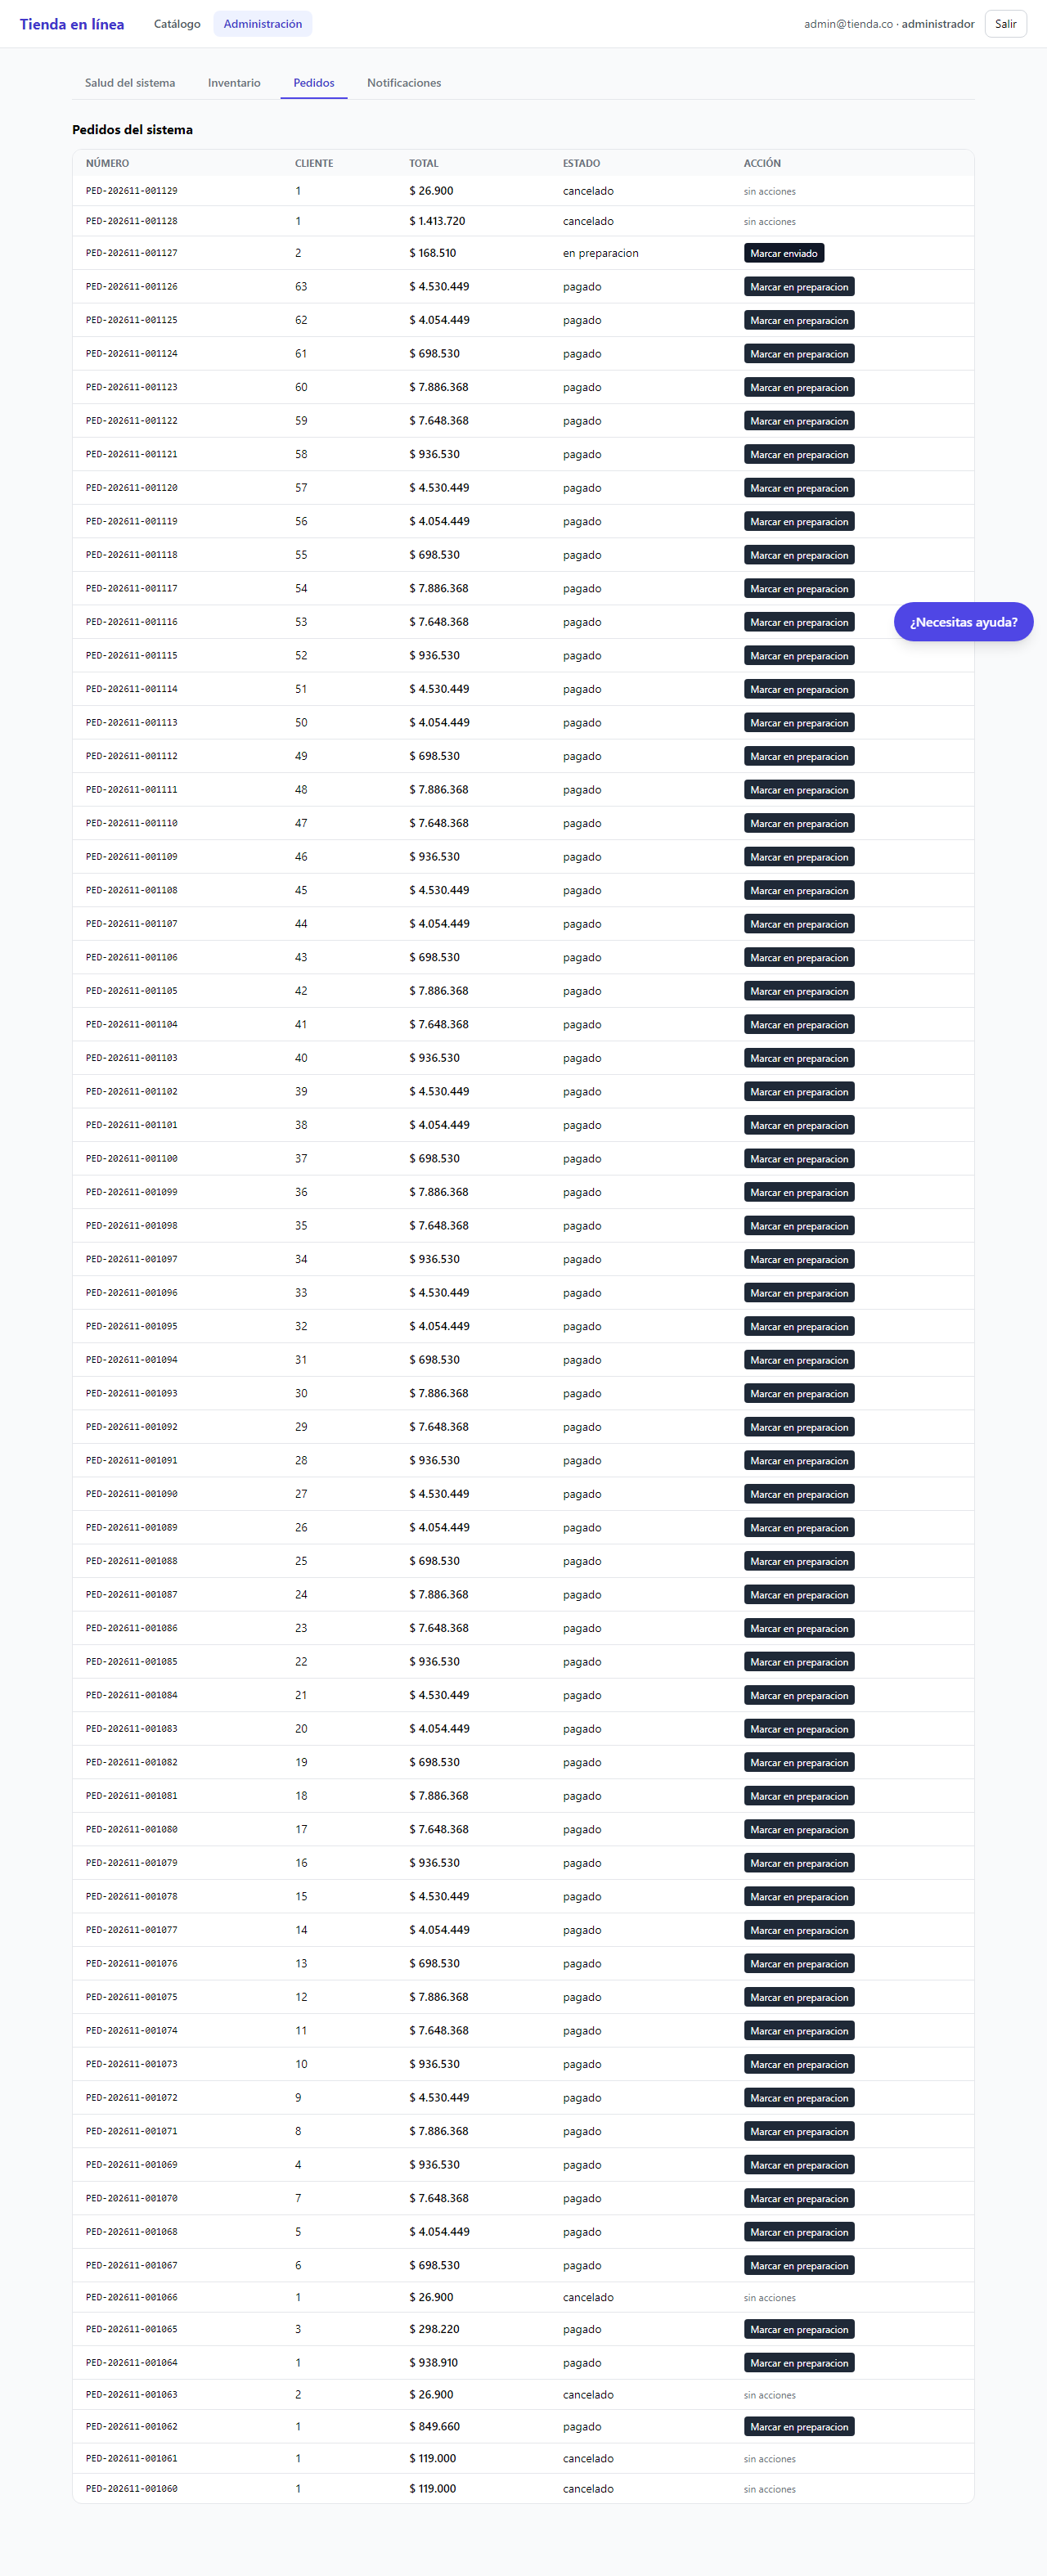 Tienda en línea Catálogo Administración admin@tienda.co · administrador Salir
Salud del sistema Inventario Pedidos Notificaciones
Pedidos del sistema
NÚMERO CLIENTE TOTAL ESTADO ACCIÓN
PED-202611-001129 1 $ 26.900 cancelado sin acciones
PED-202611-001128 1 $ 1.413.720 cancelado sin acciones
PED-202611-001127 2 $ 168.510 en preparacion Marcar enviado
PED-202611-001126 63 $ 4.530.449 pagado Marcar en preparacion
PED-202611-001125 62 $ 4.054.449 pagado Marcar en preparacion
PED-202611-001124 61 $ 698.530 pagado Marcar en preparacion
PED-202611-001123 60 $ 7.886.368 pagado Marcar en preparacion
PED-202611-001122 59 $ 7.648.368 pagado Marcar en preparacion
PED-202611-001121 58 $ 936.530 pagado Marcar en preparacion
PED-202611-001120 57 $ 4.530.449 pagado Marcar en preparacion
PED-202611-001119 56 $ 4.054.449 pagado Marcar en preparacion
PED-202611-001118 55 $ 698.530 pagado Marcar en preparacion
PED-202611-001117 54 $ 7.886.368 pagado Marcar en preparacion
PED-202611-001116 53 $ 7.648.368 pagado Marcar en preparacion ¿Necesitas ayuda?
PED-202611-001115 52 $ 936.530 pagado Marcar en preparacion
PED-202611-001114 51 $ 4.530.449 pagado Marcar en preparacion
PED-202611-001113 50 $ 4.054.449 pagado Marcar en preparacion
PED-202611-001112 49 $ 698.530 pagado Marcar en preparacion
PED-202611-001111 48 $ 7.886.368 pagado Marcar en preparacion
PED-202611-001110 47 $ 7.648.368 pagado Marcar en preparacion
PED-202611-001109 46 $ 936.530 pagado Marcar en preparacion
PED-202611-001108 45 $ 4.530.449 pagado Marcar en preparacion
PED-202611-001107 44 $ 4.054.449 pagado Marcar en preparacion
PED-202611-001106 43 $ 698.530 pagado Marcar en preparacion
PED-202611-001105 42 $ 7.886.368 pagado Marcar en preparacion
PED-202611-001104 41 $ 7.648.368 pagado Marcar en preparacion
PED-202611-001103 40 $ 936.530 pagado Marcar en preparacion
PED-202611-001102 39 $ 4.530.449 pagado Marcar en preparacion
PED-202611-001101 38 $ 4.054.449 pagado Marcar en preparacion
PED-202611-001100 37 $ 698.530 pagado Marcar en preparacion
PED-202611-001099 36 $ 7.886.368 pagado Marcar en preparacion
PED-202611-001098 35 $ 7.648.368 pagado Marcar en preparacion
PED-202611-001097 34 $ 936.530 pagado Marcar en preparacion
PED-202611-001096 33 $ 4.530.449 pagado Marcar en preparacion
PED-202611-001095 32 $ 4.054.449 pagado Marcar en preparacion
PED-202611-001094 31 $ 698.530 pagado Marcar en preparacion
PED-202611-001093 30 $ 7.886.368 pagado Marcar en preparacion
PED-202611-001092 29 $ 7.648.368 pagado Marcar en preparacion
PED-202611-001091 28 $ 936.530 pagado Marcar en preparacion
PED-202611-001090 27 $ 4.530.449 pagado Marcar en preparacion
PED-202611-001089 26 $ 4.054.449 pagado Marcar en preparacion
PED-202611-001088 25 $ 698.530 pagado Marcar en preparacion
PED-202611-001087 24 $ 7.886.368 pagado Marcar en preparacion
PED-202611-001086 23 $ 7.648.368 pagado Marcar en preparacion
PED-202611-001085 22 $ 936.530 pagado Marcar en preparacion
PED-202611-001084 21 $ 4.530.449 pagado Marcar en preparacion
PED-202611-001083 20 $ 4.054.449 pagado Marcar en preparacion
PED-202611-001082 19 $ 698.530 pagado Marcar en preparacion
PED-202611-001081 18 $ 7.886.368 pagado Marcar en preparacion
PED-202611-001080 17 $ 7.648.368 pagado Marcar en preparacion
PED-202611-001079 16 $ 936.530 pagado Marcar en preparacion
PED-202611-001078 15 $ 4.530.449 pagado Marcar en preparacion
PED-202611-001077 14 $ 4.054.449 pagado Marcar en preparacion
PED-202611-001076 13 $ 698.530 pagado Marcar en preparacion
PED-202611-001075 12 $ 7.886.368 pagado Marcar en preparacion
PED-202611-001074 11 $ 7.648.368 pagado Marcar en preparacion
PED-202611-001073 10 $ 936.530 pagado Marcar en preparacion
PED-202611-001072 9 $ 4.530.449 pagado Marcar en preparacion
PED-202611-001071 8 $ 7.886.368 pagado Marcar en preparacion
PED-202611-001069 4 $ 936.530 pagado Marcar en preparacion
PED-202611-001070 7 $ 7.648.368 pagado Marcar en preparacion
PED-202611-001068 5 $ 4.054.449 pagado Marcar en preparacion
PED-202611-001067 6 $ 698.530 pagado Marcar en preparacion
PED-202611-001066 1 $ 26.900 cancelado sin acciones
PED-202611-001065 3 $ 298.220 pagado Marcar en preparacion
PED-202611-001064 1 $ 938.910 pagado Marcar en preparacion
PED-202611-001063 2 $ 26.900 cancelado sin acciones
PED-202611-001062 1 $ 849.660 pagado Marcar en preparacion
PED-202611-001061 1 $ 119.000 cancelado sin acciones
PED-202611-001060 1 $ 119.000 cancelado sin acciones